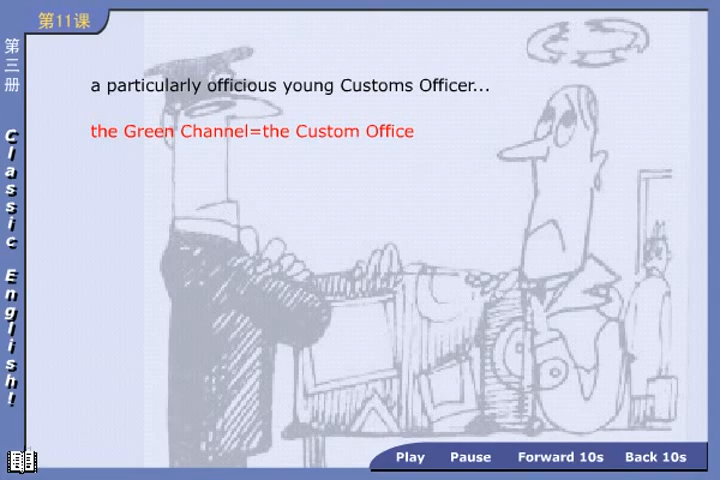 第11课
第三册
Classic English!
a particularly officious young Customs Officer...
the Green Channel=the Custom Office
Play Pause Forward 10s Back 10s